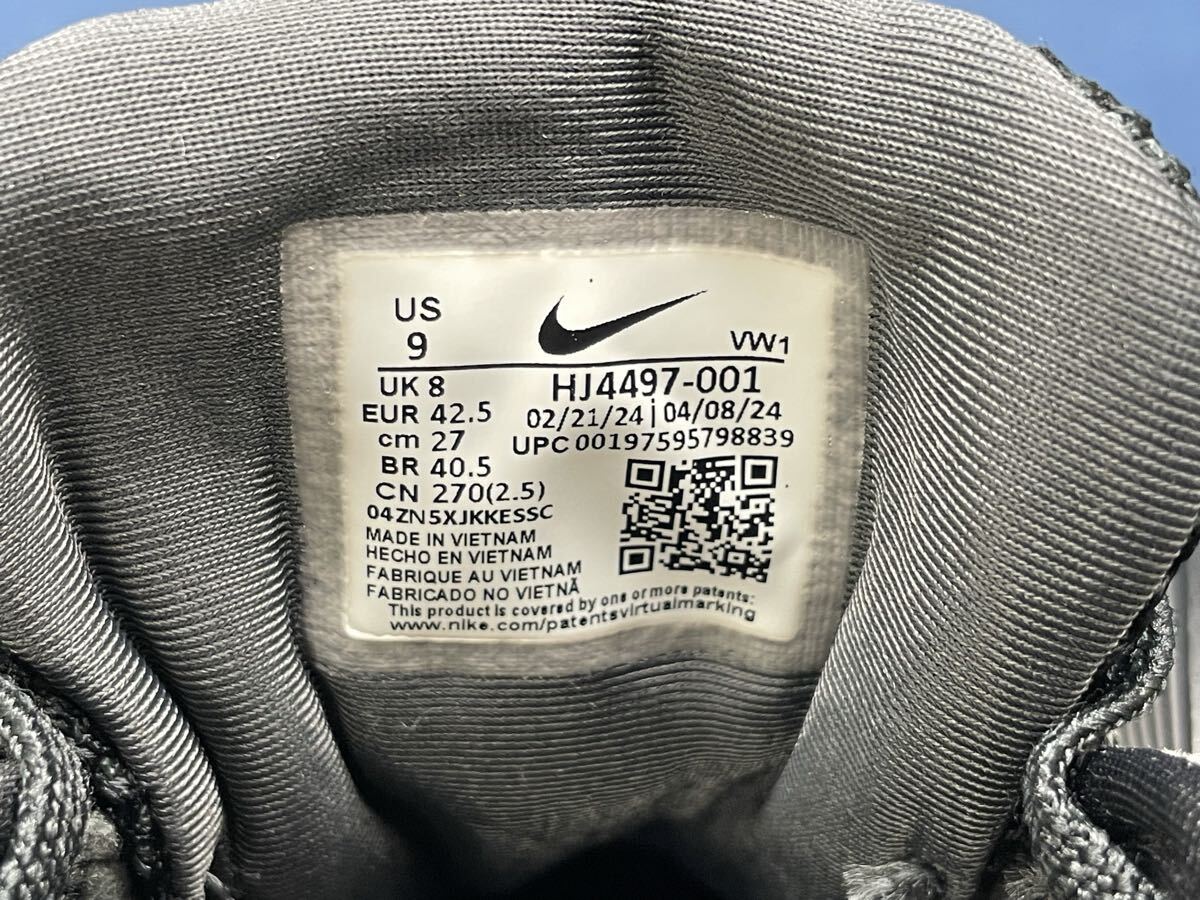 US
9
VW1
UK 8
HJ4497-001
EUR 42.5
02/21/24 | 04/08/24
cm 27
UPC 00197595798839
BR 40.5
CN 270(2.5)
04ZN5XJKKESSC
MADE IN VIETNAM
HECHO EN VIETNAM
FABRIQUE AU VIETNAM
FABRICADO NO VIETNÃ
This product is covered by one or more patents:
www.nike.com/patentsvirtualmarking